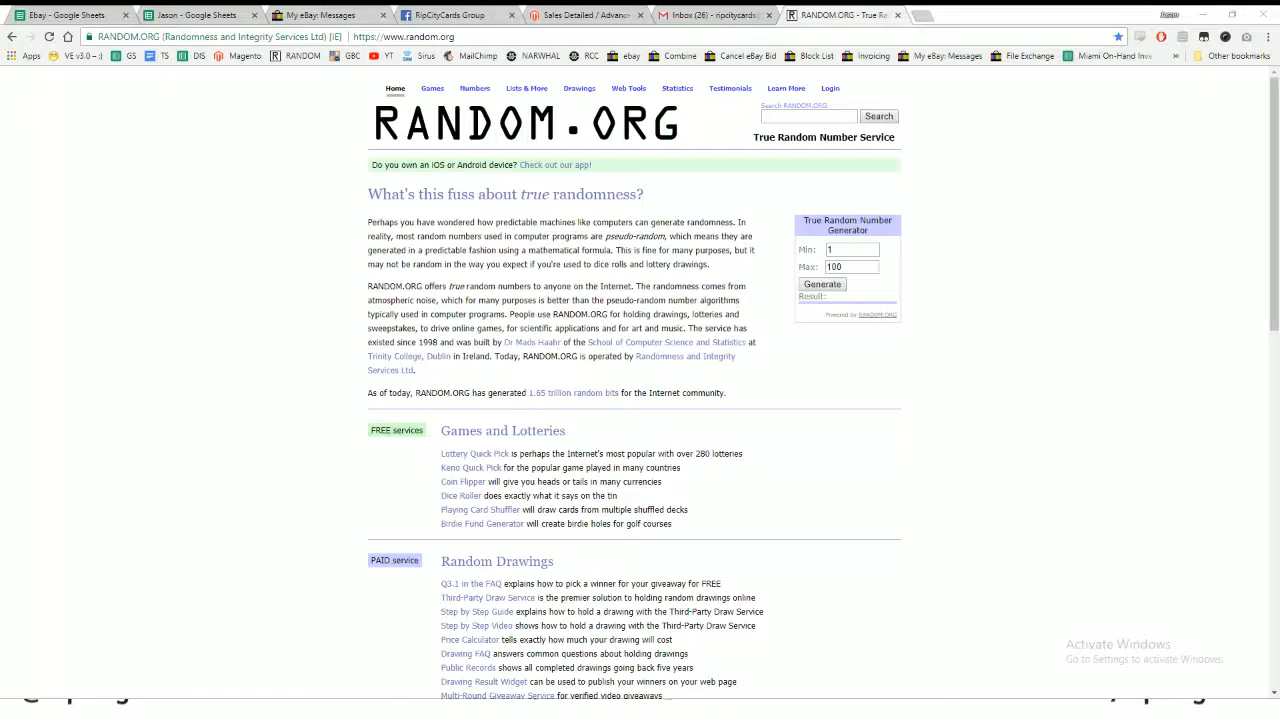 Ebay - Google Sheets
Jason - Google Sheets
My eBay: Messages
RipCityCards Group
Sales Detailed / Advance
Inbox (26) - ripcitycards
RANDOM.ORG - True Ra
Jason
RANDOM.ORG (Randomness and Integrity Services Ltd) [IE] https://www.random.org
Apps VE v3.0 --- :) GS TS DIS Magento RANDOM GBC YT Sirus MailChimp NARWHAL RCC ebay Combine Cancel eBay Bid Block List Invoicing My eBay: Messages File Exchange Miami On-Hand Inve » Other bookmarks
Home Games Numbers Lists & More Drawings Web Tools Statistics Testimonials Learn More Login
RANDOM.ORG
Search RANDOM.ORG
Search
True Random Number Service
Do you own an iOS or Android device? Check out our app!
What's this fuss about true randomness?
Perhaps you have wondered how predictable machines like computers can generate randomness. In
reality, most random numbers used in computer programs are pseudo-random, which means they are
generated in a predictable fashion using a mathematical formula. This is fine for many purposes, but it
may not be random in the way you expect if you're used to dice rolls and lottery drawings.
RANDOM.ORG offers true random numbers to anyone on the Internet. The randomness comes from
atmospheric noise, which for many purposes is better than the pseudo-random number algorithms
typically used in computer programs. People use RANDOM.ORG for holding drawings, lotteries and
sweepstakes, to drive online games, for scientific applications and for art and music. The service has
existed since 1998 and was built by Dr Mads Haahr of the School of Computer Science and Statistics at
Trinity College, Dublin in Ireland. Today, RANDOM.ORG is operated by Randomness and Integrity
Services Ltd.
As of today, RANDOM.ORG has generated 1.65 trillion random bits for the Internet community.
True Random Number
Generator
Min: 1
Max: 100
Generate
Result:
Powered by RANDOM.ORG
FREE services
Games and Lotteries
Lottery Quick Pick is perhaps the Internet's most popular with over 280 lotteries
Keno Quick Pick for the popular game played in many countries
Coin Flipper will give you heads or tails in many currencies
Dice Roller does exactly what it says on the tin
Playing Card Shuffler will draw cards from multiple shuffled decks
Birdie Fund Generator will create birdie holes for golf courses
PAID service
Random Drawings
Q3.1 in the FAQ explains how to pick a winner for your giveaway for FREE
Third-Party Draw Service is the premier solution to holding random drawings online
Step by Step Guide explains how to hold a drawing with the Third-Party Draw Service
Step by Step Video shows how to hold a drawing with the Third-Party Draw Service
Price Calculator tells exactly how much your drawing will cost
Drawing FAQ answers common questions about holding drawings
Public Records shows all completed drawings going back five years
Drawing Result Widget can be used to publish your winners on your web page
Multi-Round Giveaway Service for verified video giveaways
Activate Windows
Go to Settings to activate Windows.